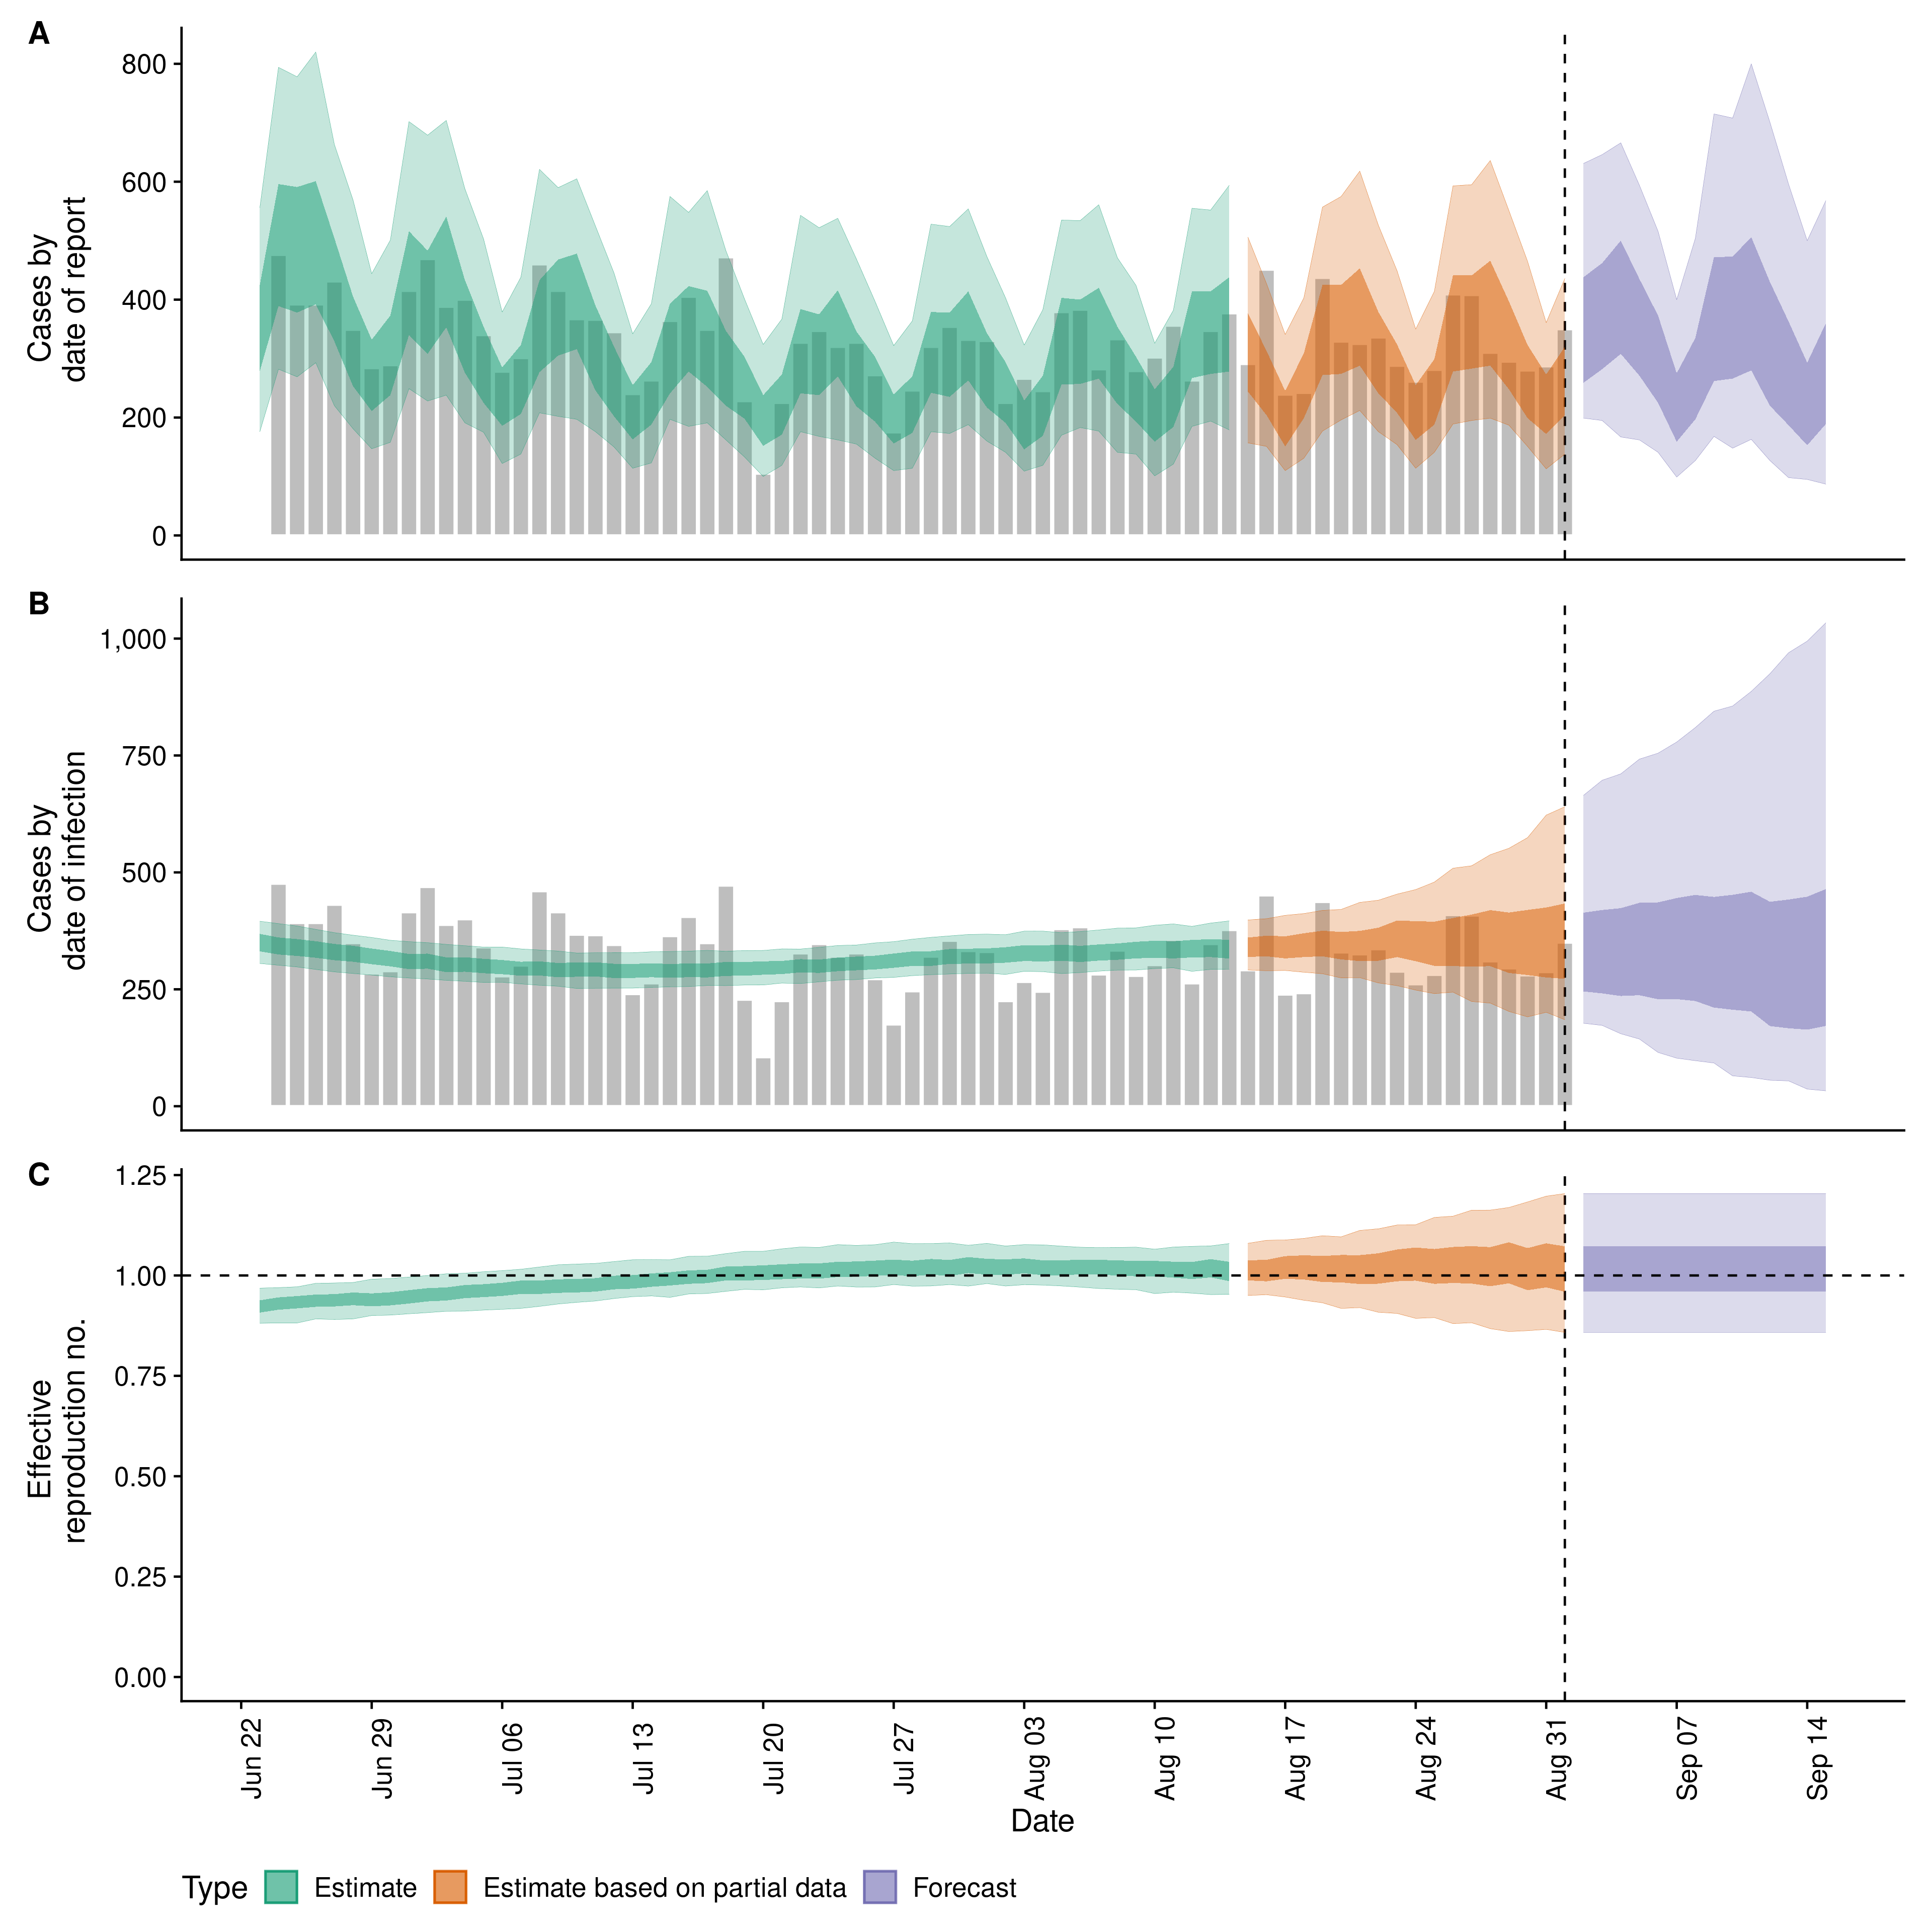 A
Cases by
date of report
800
600
400
200
0
B
Cases by
date of infection
1,000
750
500
250
0
C
Effective
reproduction no.
1.25
1.00
0.75
0.50
0.25
0.00
Jun 22
Jun 29
Jul 06
Jul 13
Jul 20
Jul 27
Aug 03
Aug 10
Aug 17
Aug 24
Aug 31
Sep 07
Sep 14
Date
Type Estimate Estimate based on partial data Forecast